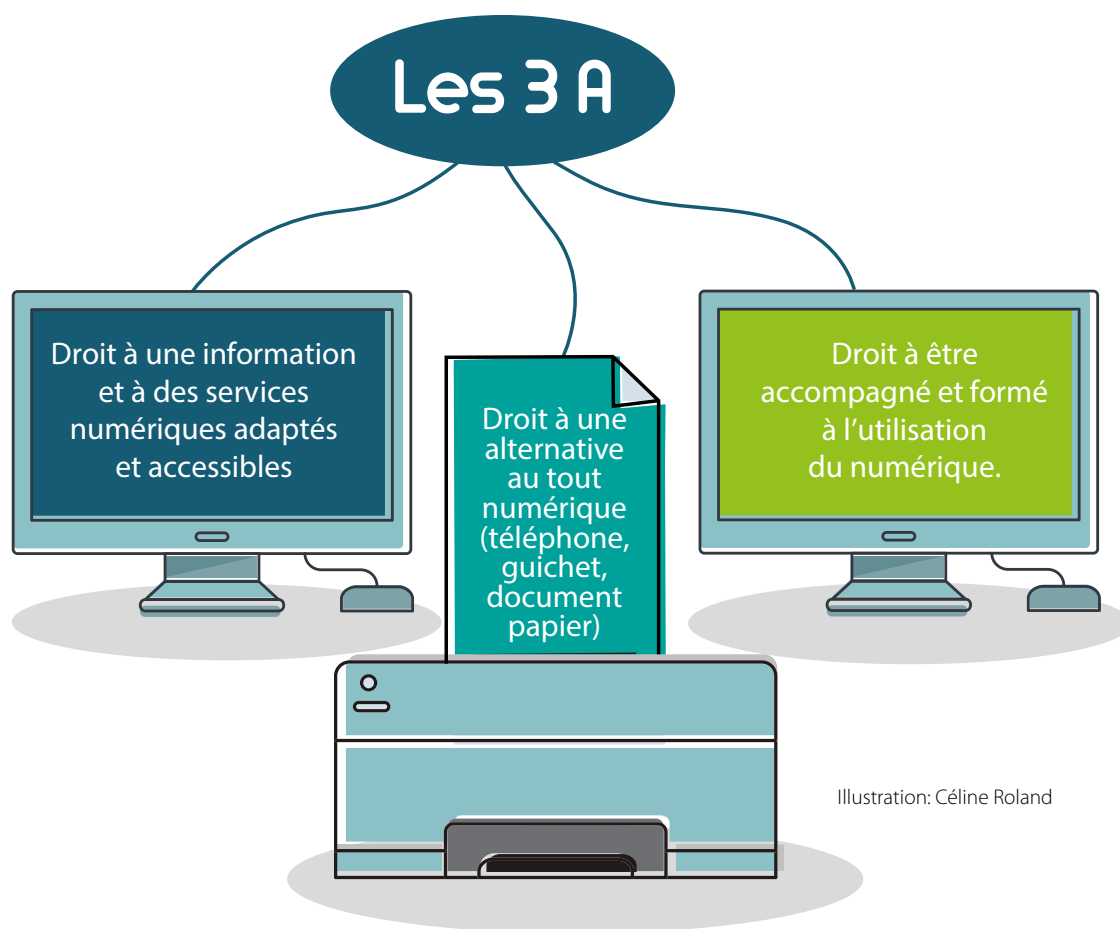 Les 3 A
Droit à une information
et à des services
numériques adaptés
et accessibles
Droit à une
alternative
au tout
numérique
(téléphone,
guichet,
document
papier)
Droit à être
accompagné et formé
à l’utilisation
du numérique.
Illustration: Céline Roland